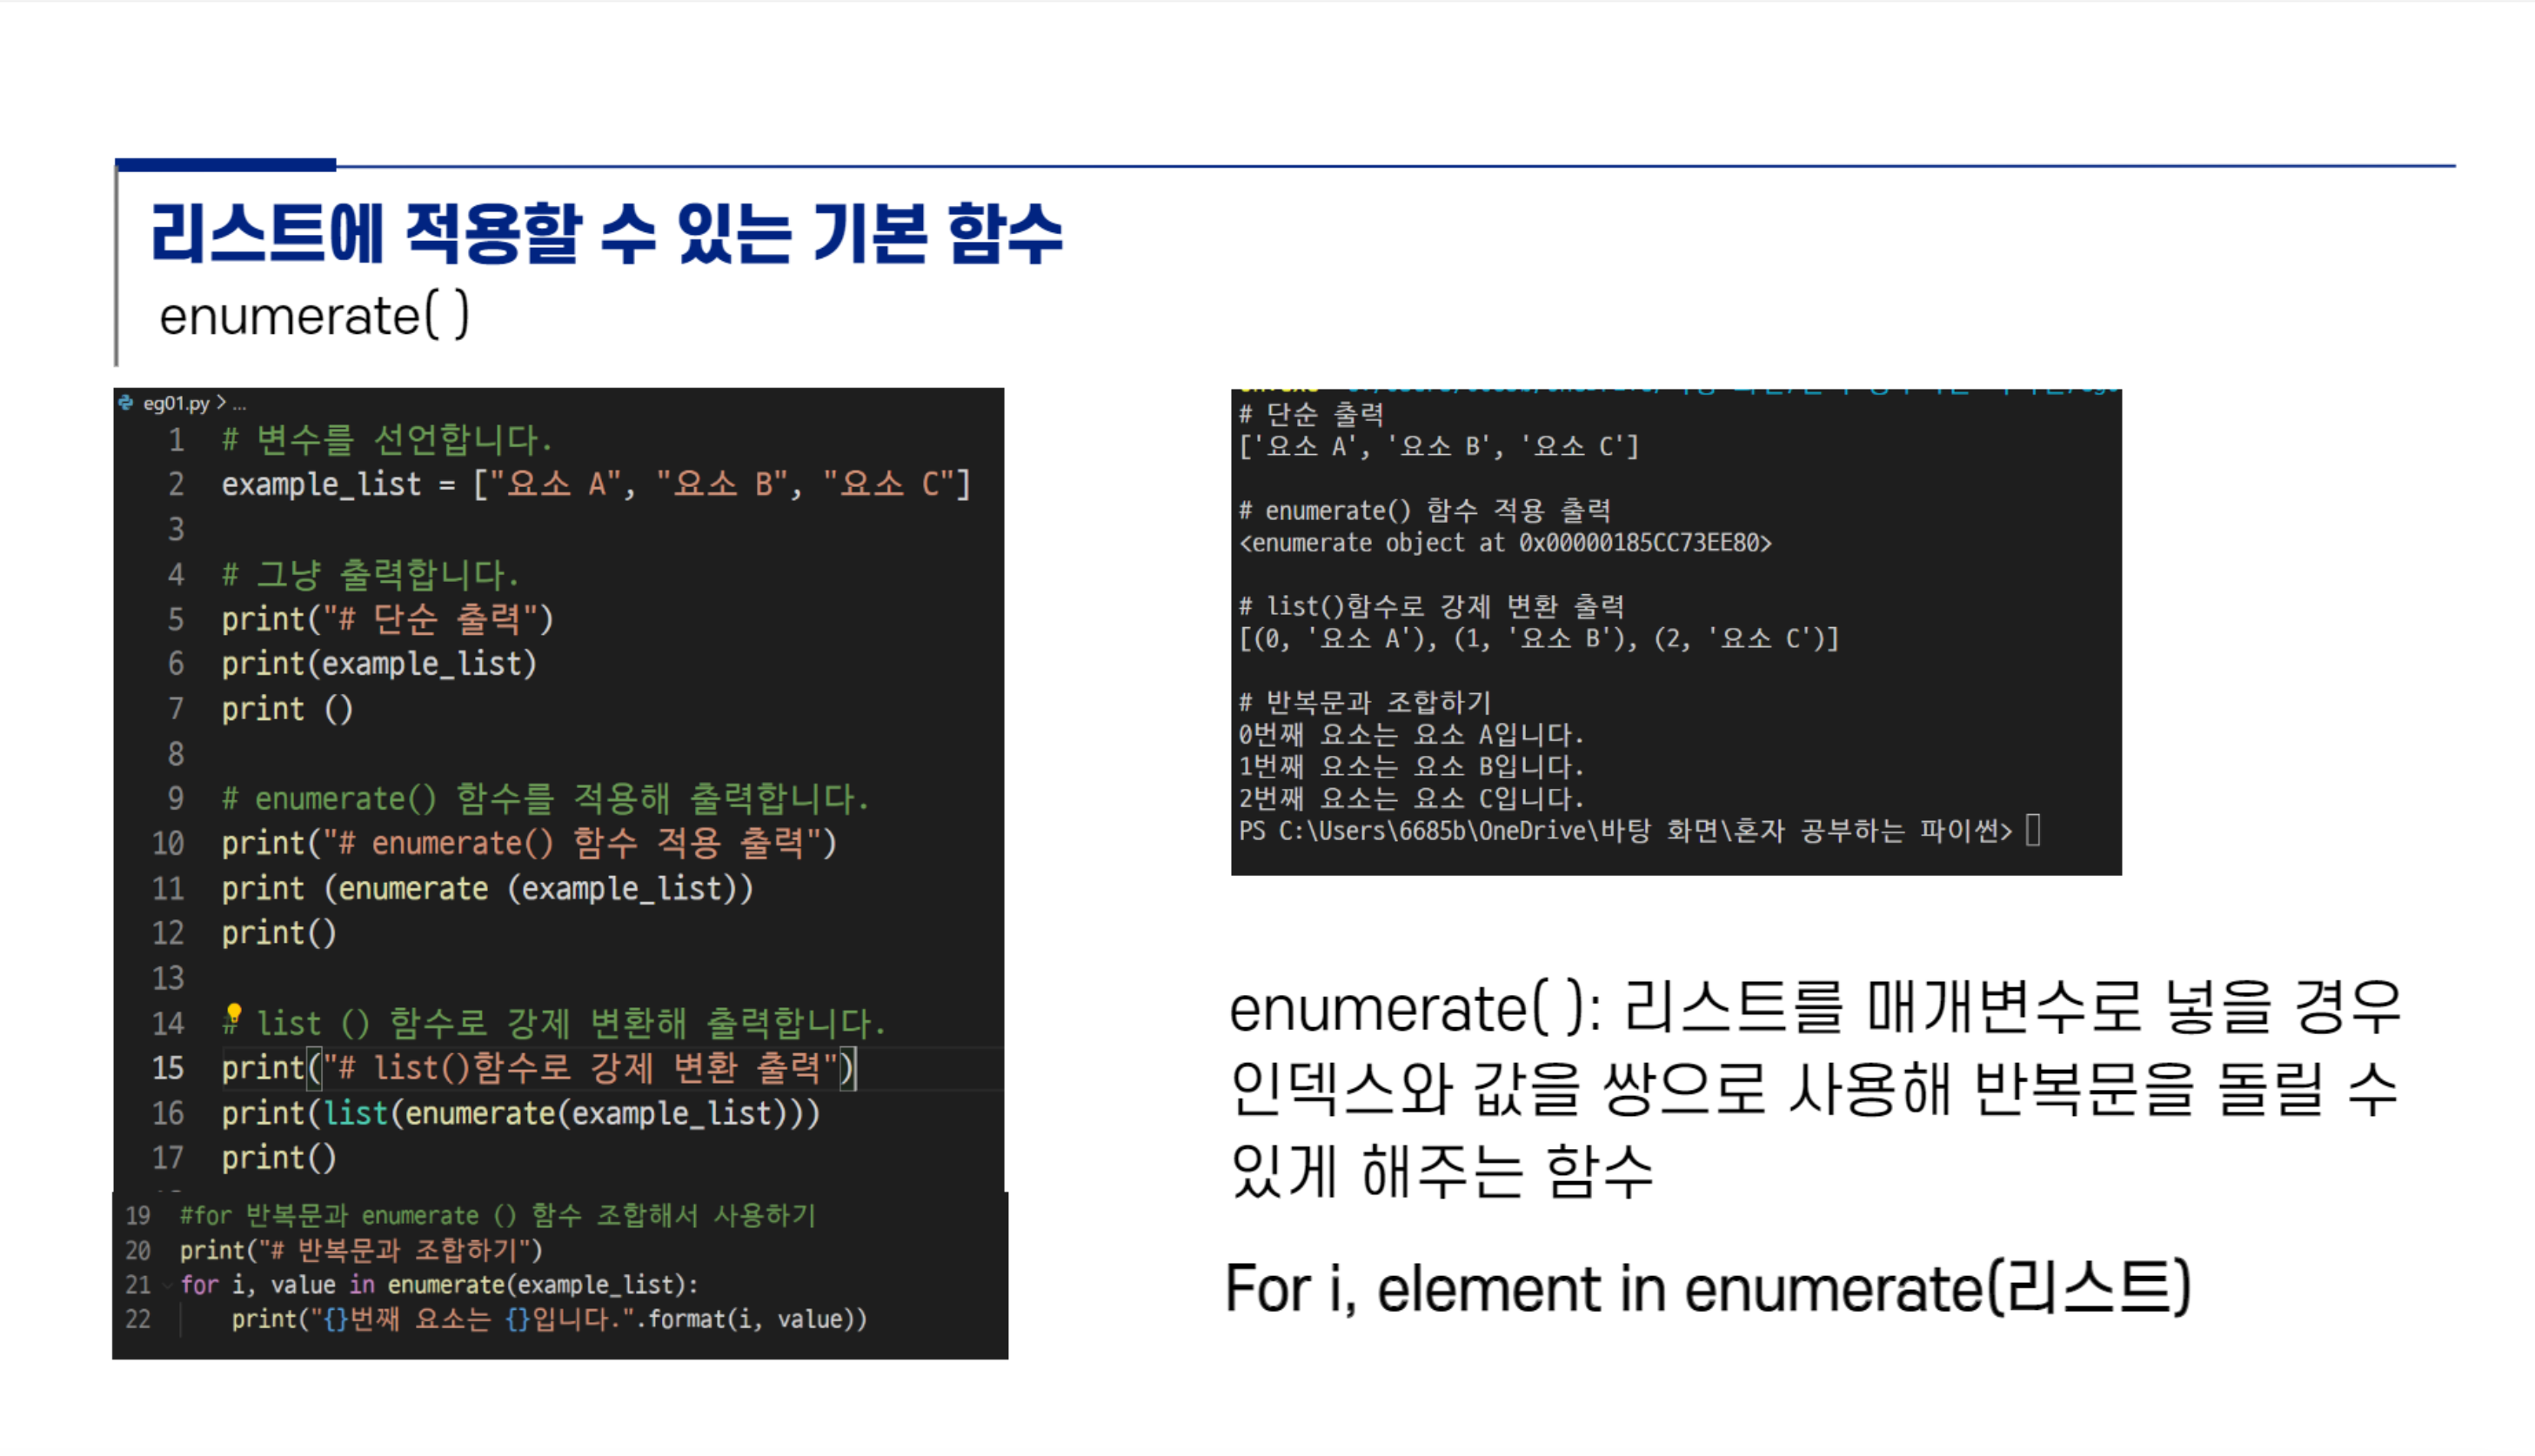 리스트에 적용할 수 있는 기본 함수
enumerate( )
eg01.py > ...
1 # 변수를 선언합니다.
2 example_list = ["요소 A", "요소 B", "요소 C"]
3
4 # 그냥 출력합니다.
5 print("# 단순 출력")
6 print(example_list)
7 print ()
8
9 # enumerate() 함수를 적용해 출력합니다.
10 print("# enumerate() 함수 적용 출력")
11 print (enumerate (example_list))
12 print()
13
14 # list () 함수로 강제 변환해 출력합니다.
15 print("# list()함수로 강제 변환 출력")
16 print(list(enumerate(example_list)))
17 print()
19 #for 반복문과 enumerate () 함수 조합해서 사용하기
20 print("# 반복문과 조합하기")
21 for i, value in enumerate(example_list):
22 print("{}번째 요소는 {}입니다.".format(i, value))
# 단순 출력
['요소 A', '요소 B', '요소 C']
# enumerate() 함수 적용 출력
<enumerate object at 0x00000185CC73EE80>
# list()함수로 강제 변환 출력
[(0, '요소 A'), (1, '요소 B'), (2, '요소 C')]
# 반복문과 조합하기
0번째 요소는 요소 A입니다.
1번째 요소는 요소 B입니다.
2번째 요소는 요소 C입니다.
PS C:\Users\6685b\OneDrive\바탕 화면\혼자 공부하는 파이썬>
enumerate( ): 리스트를 매개변수로 넣을 경우
인덱스와 값을 쌍으로 사용해 반복문을 돌릴 수
있게 해주는 함수
For i, element in enumerate(리스트)